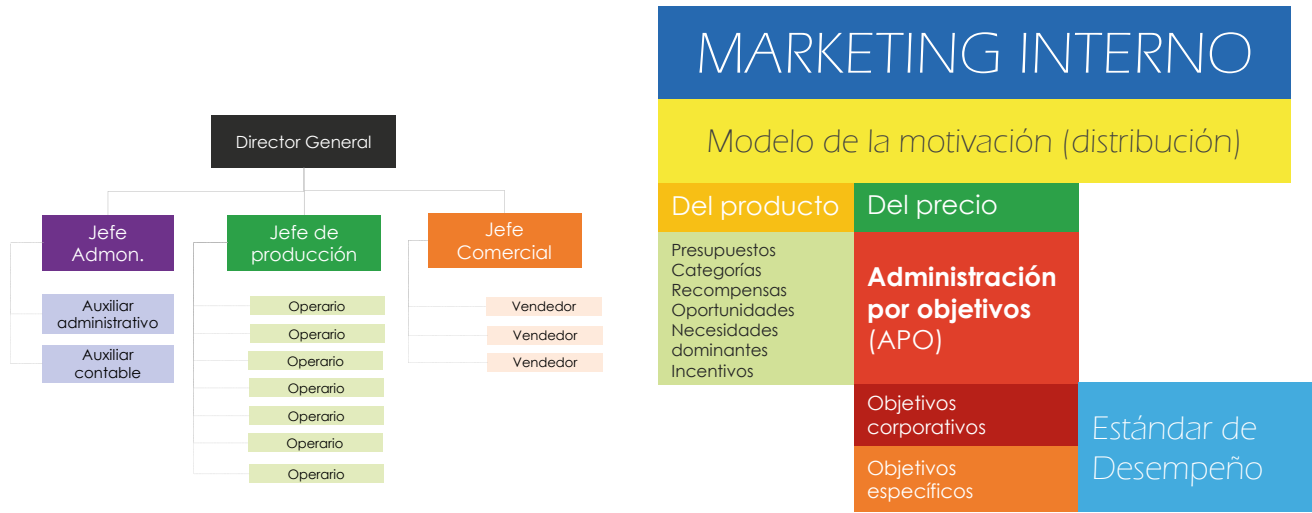 Director General
Jefe
Admon.
Auxiliar
administrativo
Auxiliar
contable
Jefe de
producción
Operario
Operario
Operario
Operario
Operario
Operario
Operario
Jefe
Comercial
Vendedor
Vendedor
Vendedor
MARKETING INTERNO
Modelo de la motivación (distribución)
Del producto
Presupuestos
Categorías
Recompensas
Oportunidades
Necesidades
dominantes
Incentivos
Del precio
Administración
por objetivos
(APO)
Objetivos
corporativos
Objetivos
específicos
Estándar de
Desempeño